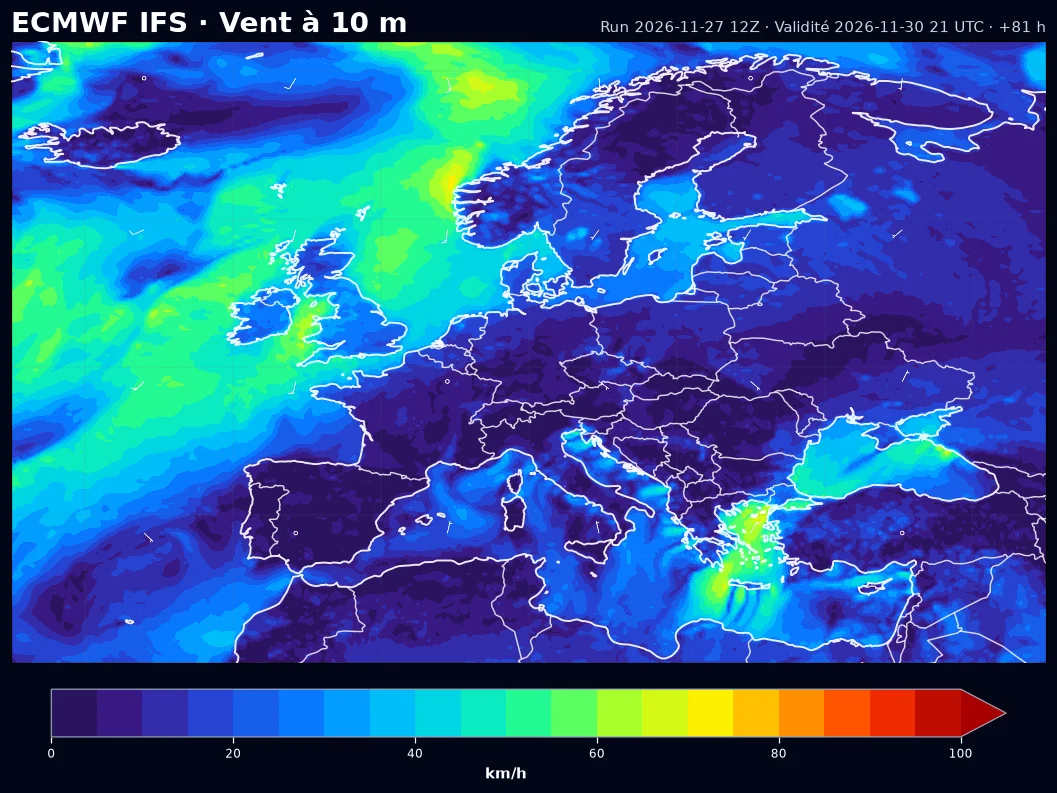 ECMWF IFS · Vent à 10 m
Run 2026-11-27 12Z · Validité 2026-11-30 21 UTC · +81 h
0 20 40 60 80 100
km/h